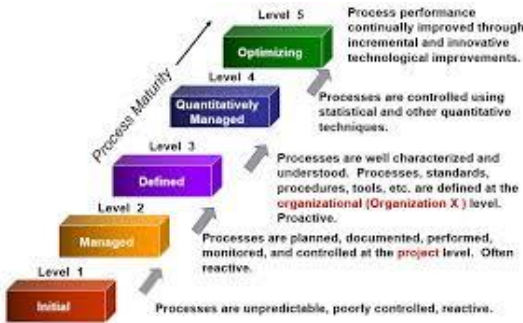 Level 5
Optimizing
Process performance
continually improved through
incremental and innovative
technological improvements.
Process Maturity
Level 4
Quantitatively
Managed
Processes are controlled using
statistical and other quantitative
techniques.
Level 3
Defined
Processes are well characterized and
understood. Processes, standards,
procedures, tools, etc. are defined at the
organizational (Organization X ) level.
Proactive.
Level 2
Managed
Processes are planned, documented, performed,
monitored, and controlled at the project level. Often
reactive.
Level 1
Initial
Processes are unpredictable, poorly controlled, reactive.